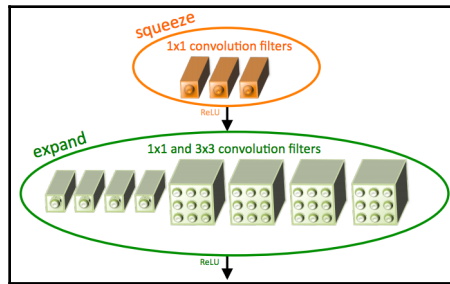 squeeze
1x1 convolution filters
ReLU
expand
1x1 and 3x3 convolution filters
ReLU